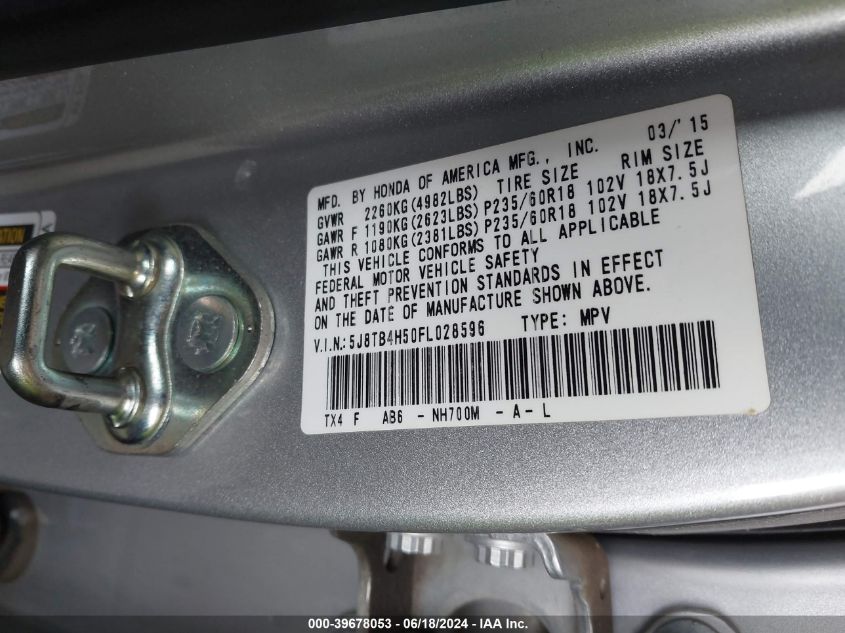 MFD. BY HONDA OF AMERICA MFG., INC. 03/'15
GVWR 2260KG(4982LBS) TIRE SIZE RIM SIZE
GAWR F 1190KG(2623LBS) P235/60R18 102V 18X7.5J
GAWR R 1080KG(2381LBS) P235/60R18 102V 18X7.5J
THIS VEHICLE CONFORMS TO ALL APPLICABLE
FEDERAL MOTOR VEHICLE SAFETY
AND THEFT PREVENTION STANDARDS IN EFFECT
ON THE DATE OF MANUFACTURE SHOWN ABOVE.
V.I.N.: 5J8TB4H50FL028596 TYPE: MPV
TX4 F AB6 - NH700M - A - L
000-39678053 - 06/18/2024 - IAA Inc.